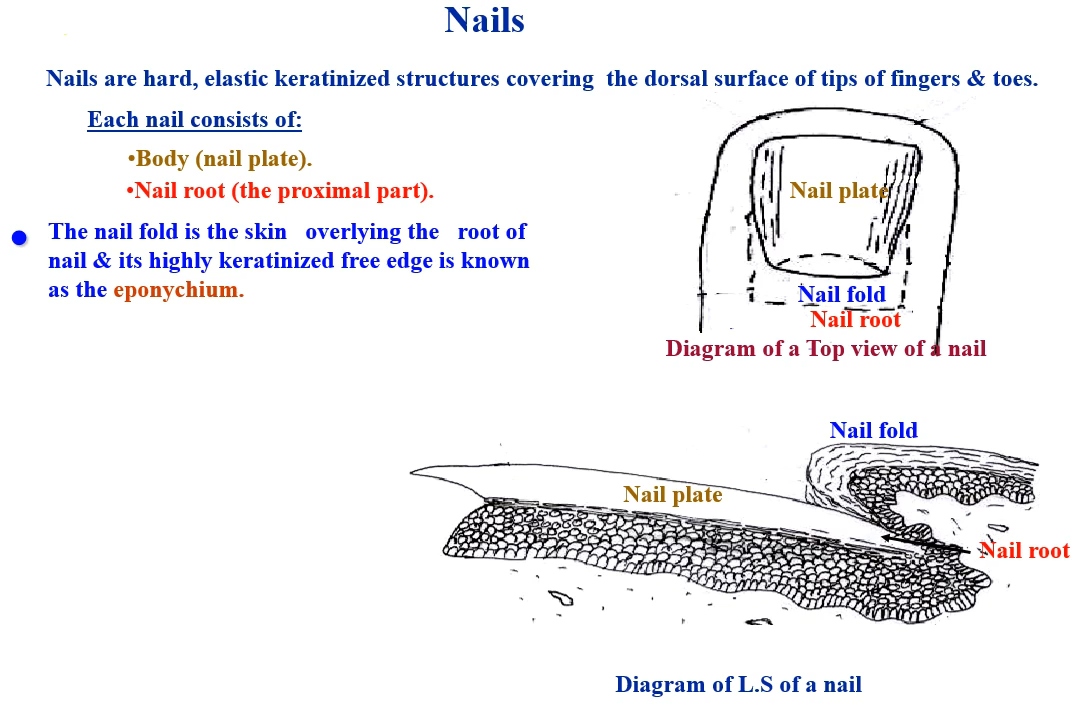 Nails
Nails are hard, elastic keratinized structures covering the dorsal surface of tips of fingers & toes.
Each nail consists of:
•Body (nail plate).
•Nail root (the proximal part).
The nail fold is the skin overlying the root of
nail & its highly keratinized free edge is known
as the eponychium.
Nail plate
Nail fold
Nail root
Diagram of a Top view of a nail
Nail fold
Nail plate
Nail root
Diagram of L.S of a nail